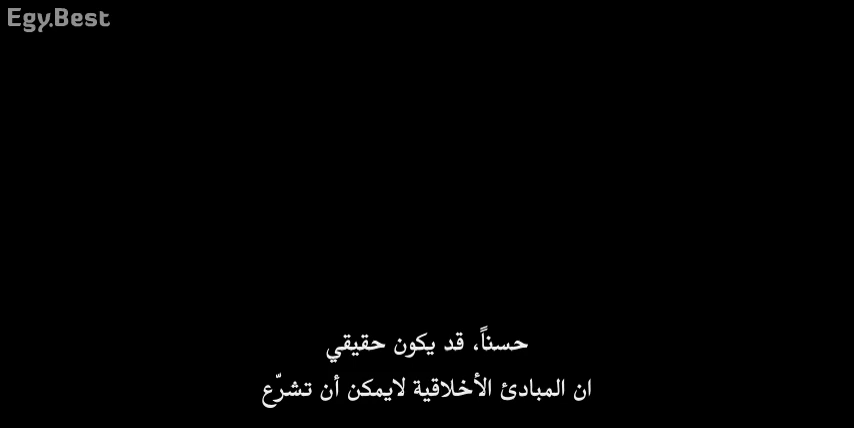 Egy.Best
حسناً، قد يكون حقيقي
ان المبادئ الأخلاقية لايمكن أن تشرّع